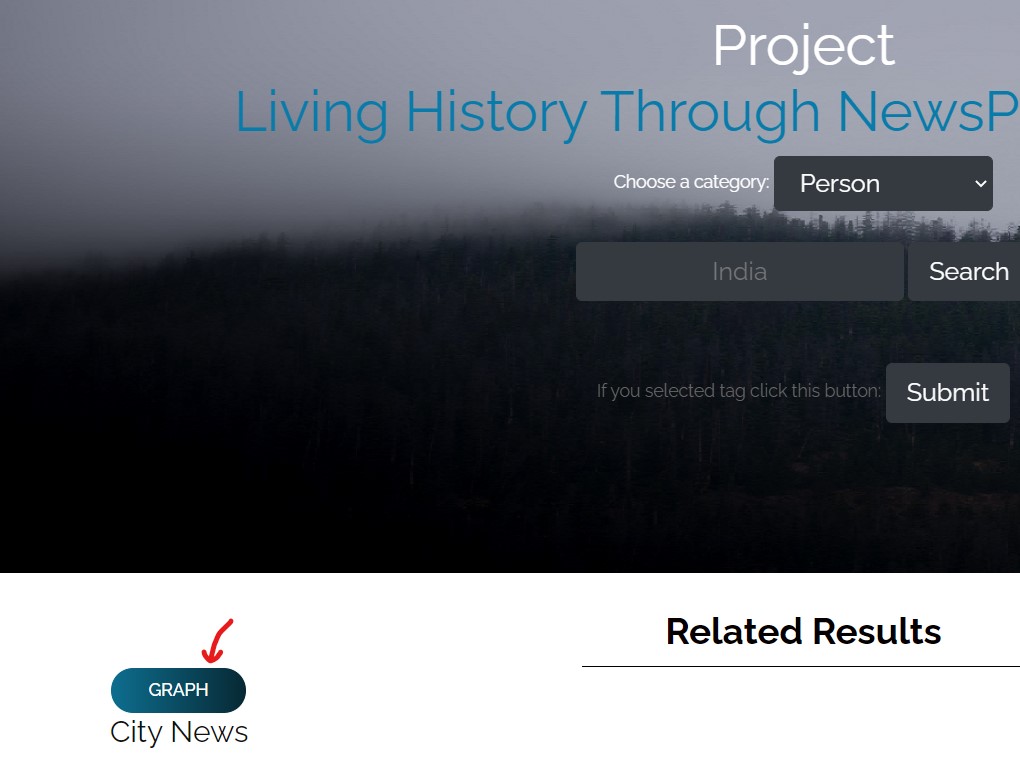 Project
Living History Through NewsP
Choose a category: Person
India Search
If you selected tag click this button: Submit
Related Results
GRAPH
City News